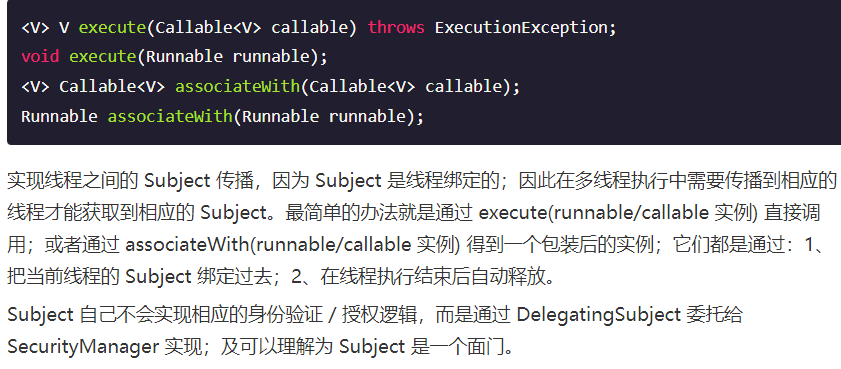 <V> V execute(Callable<V> callable) throws ExecutionException;
void execute(Runnable runnable);
<V> Callable<V> associateWith(Callable<V> callable);
Runnable associateWith(Runnable runnable);
实现线程之间的 Subject 传播，因为 Subject 是线程绑定的；因此在多线程执行中需要传播到相应的
线程才能获取到相应的 Subject。最简单的办法就是通过 execute(runnable/callable 实例) 直接调
用；或者通过 associateWith(runnable/callable 实例) 得到一个包装后的实例；它们都是通过：1、
把当前线程的 Subject 绑定过去；2、在线程执行结束后自动释放。
Subject 自己不会实现相应的身份验证 / 授权逻辑，而是通过 DelegatingSubject 委托给
SecurityManager 实现；及可以理解为 Subject 是一个面门。